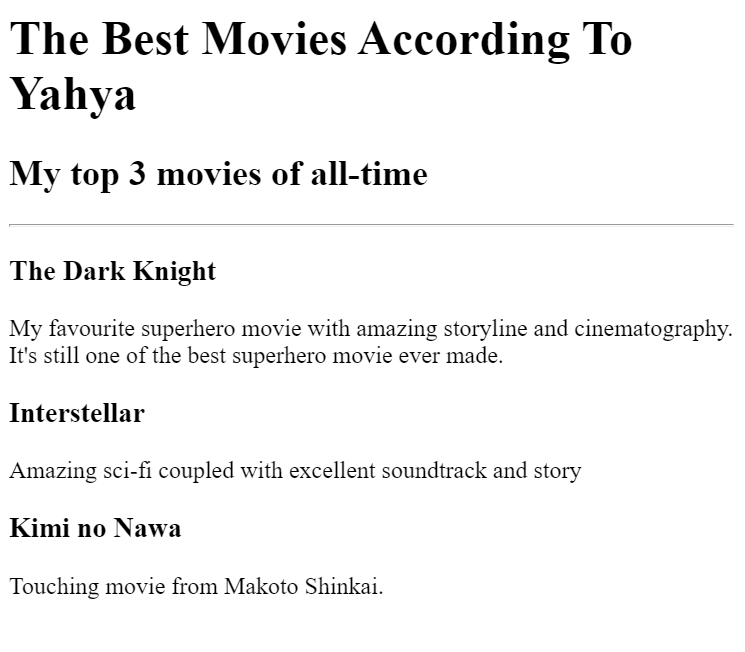 The Best Movies According To
Yahya
My top 3 movies of all-time
The Dark Knight
My favourite superhero movie with amazing storyline and cinematography.
It's still one of the best superhero movie ever made.
Interstellar
Amazing sci-fi coupled with excellent soundtrack and story
Kimi no Nawa
Touching movie from Makoto Shinkai.